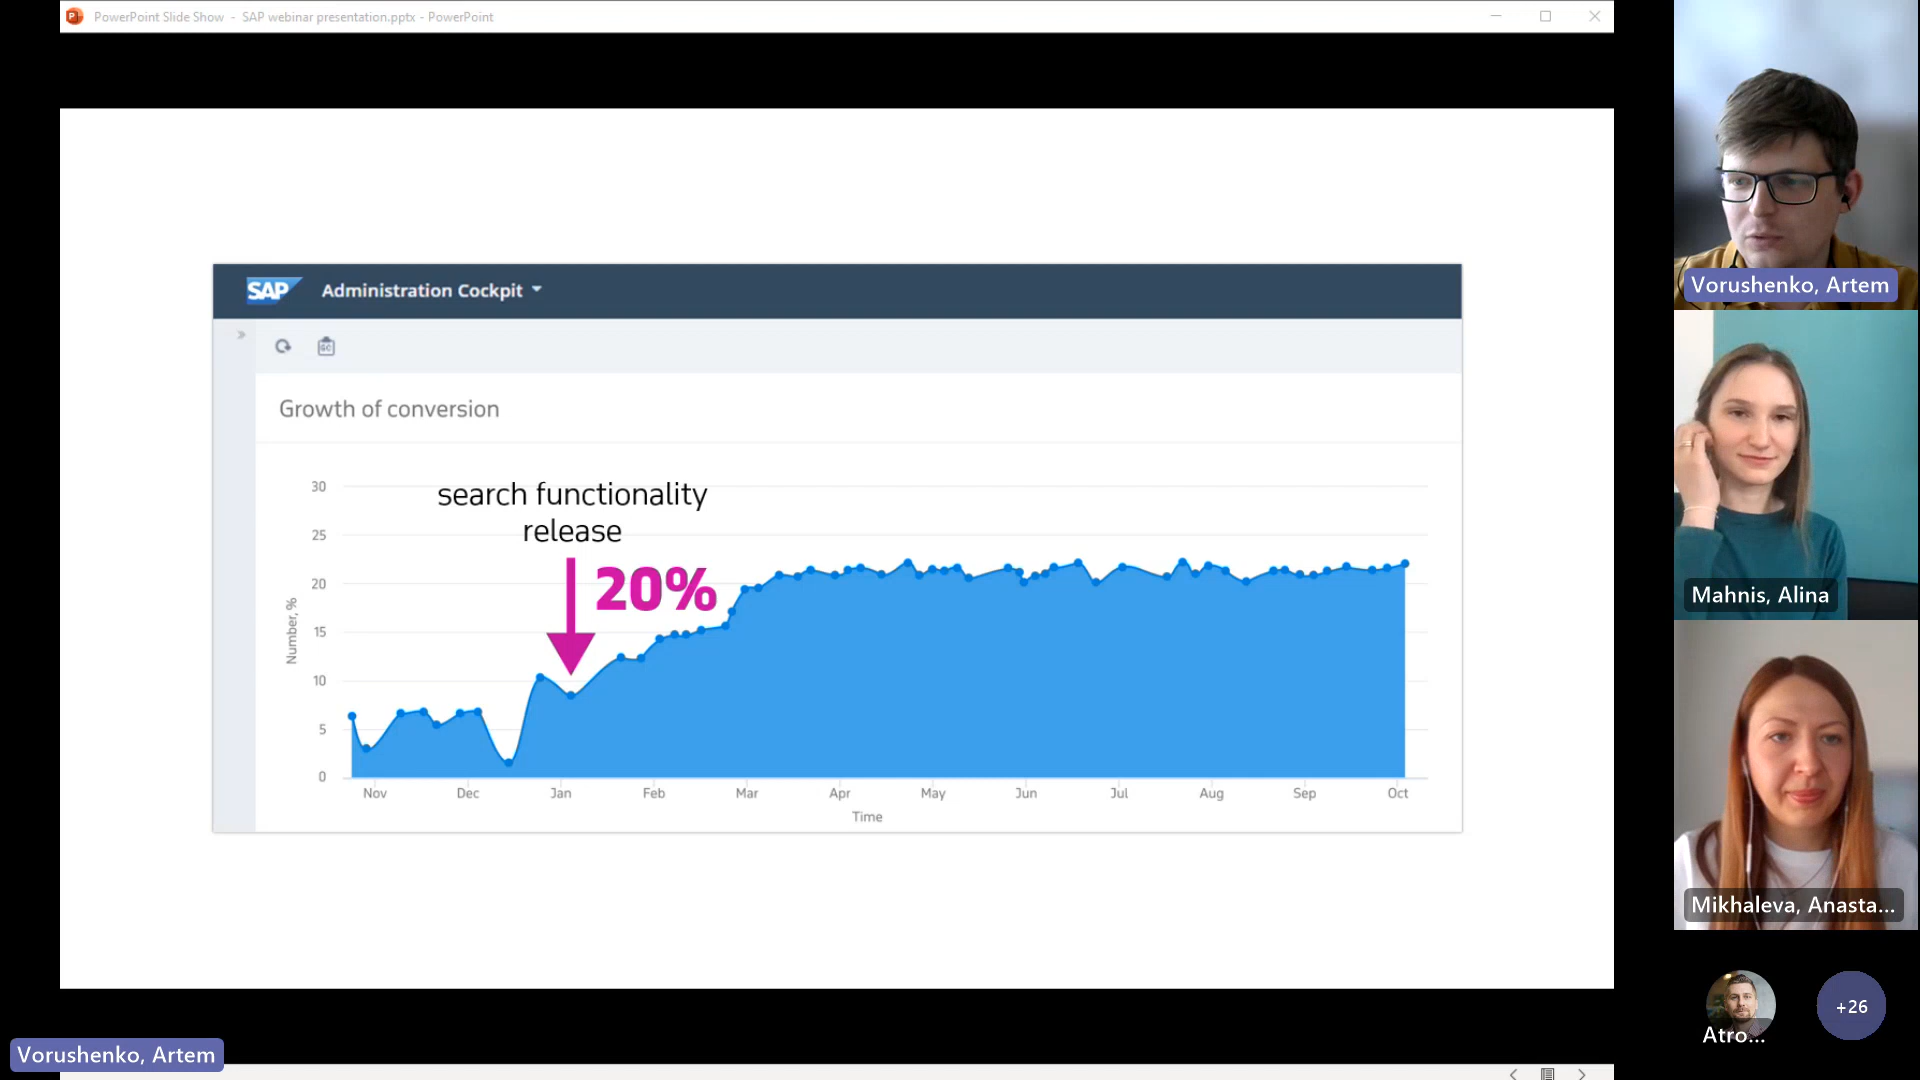 PowerPoint Slide Show - SAP webinar presentation.pptx - PowerPoint
SAP
Administration Cockpit
GC
Growth of conversion
search functionality
release
20%
30
25
20
15
10
5
0
Number, %
Nov Dec Jan Feb Mar Apr May Jun Jul Aug Sep Oct
Time
Vorushenko, Artem
Mahnis, Alina
Mikhaleva, Anasta...
Atro...
+26
Vorushenko, Artem